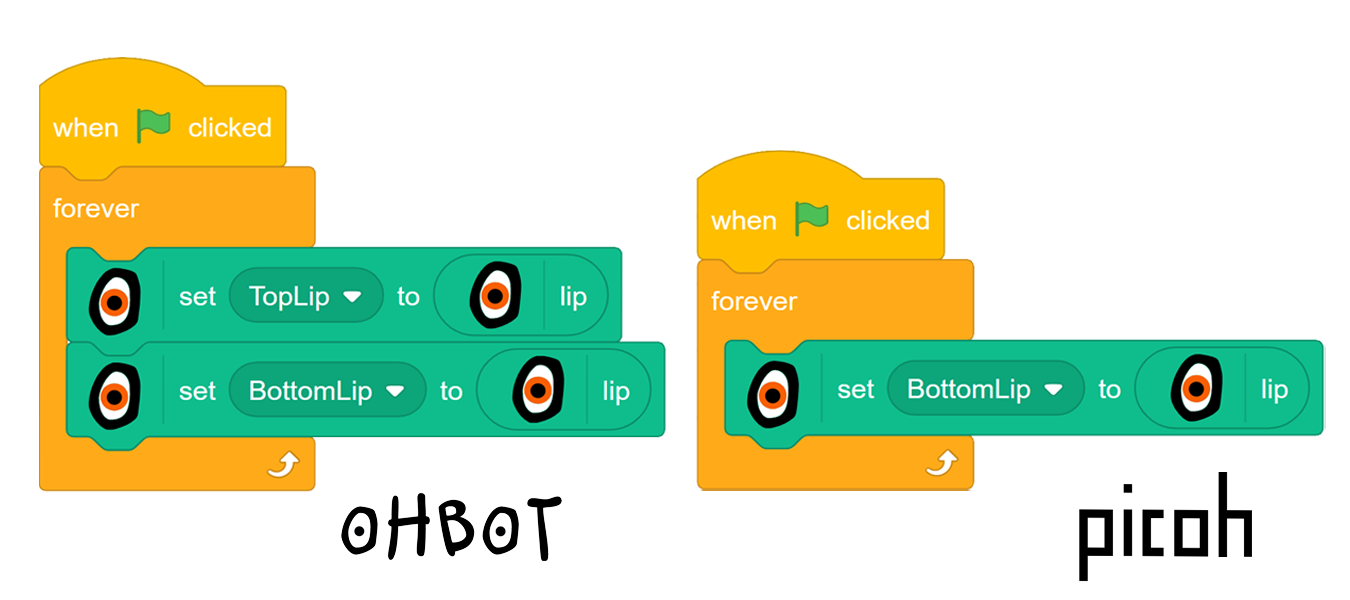 when clicked
forever
set TopLip to lip
set BottomLip to lip
OHBOT
when clicked
forever
set BottomLip to lip
picoh